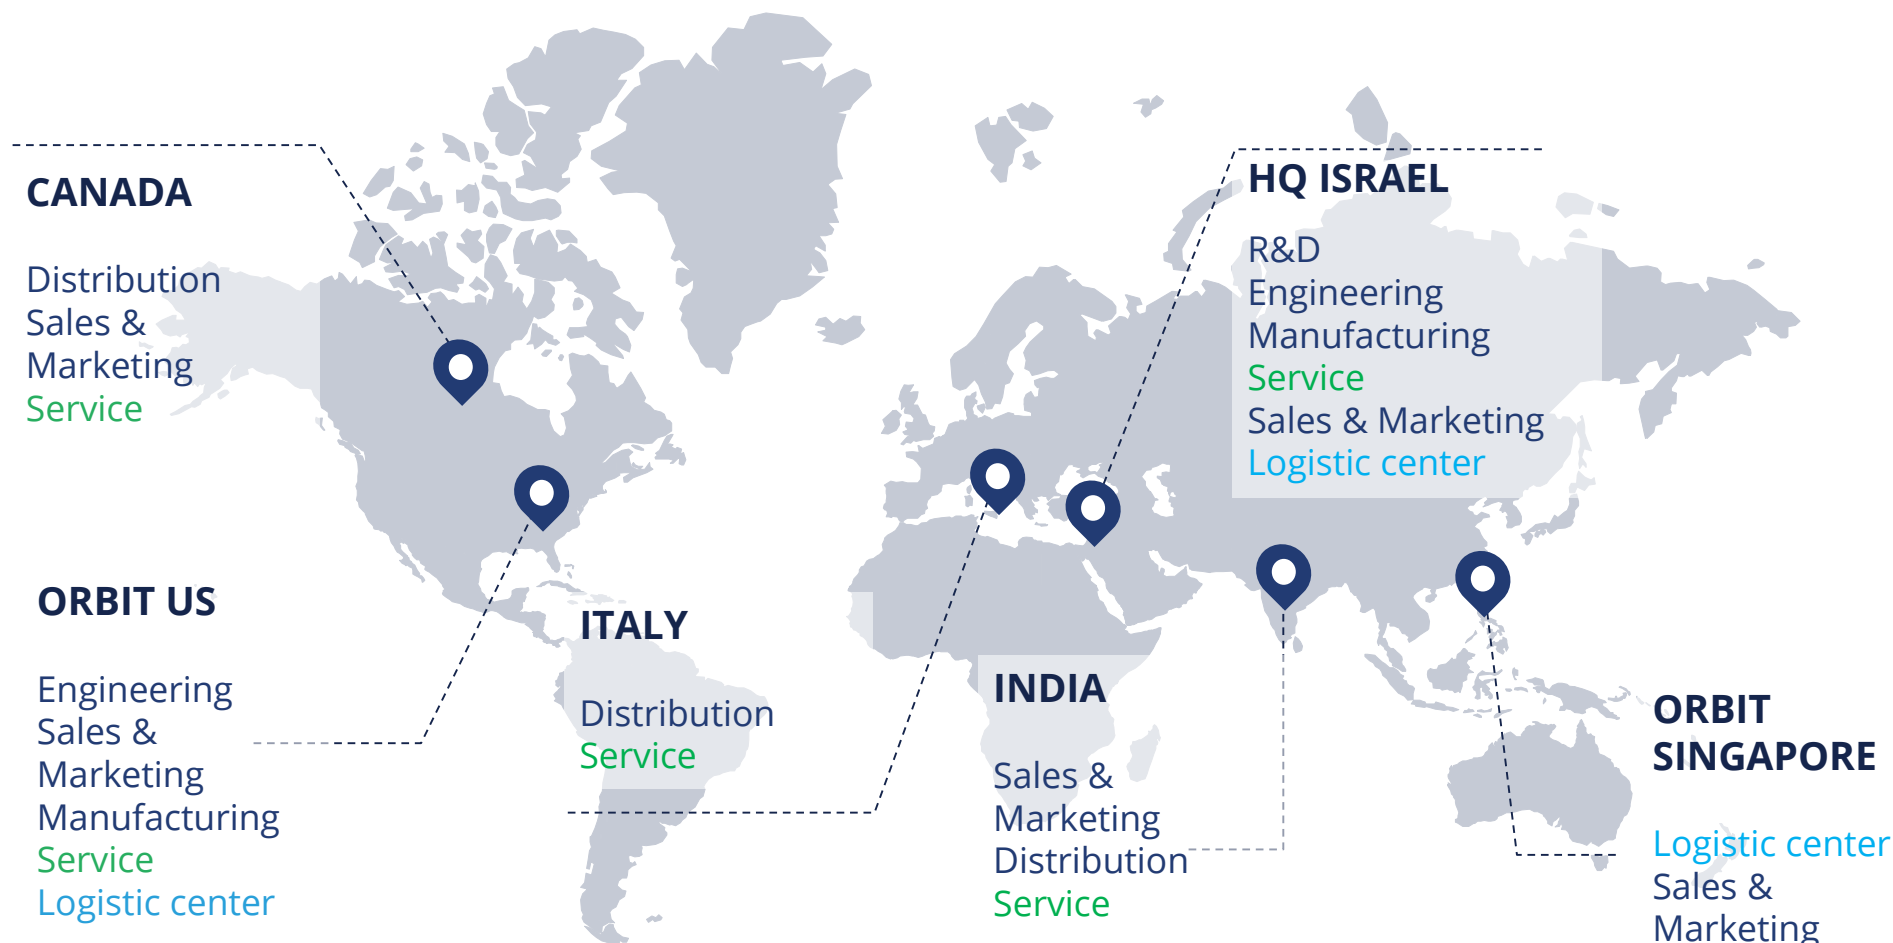 CANADA
Distribution
Sales &
Marketing
Service
HQ ISRAEL
R&D
Engineering
Manufacturing
Service
Sales & Marketing
Logistic center
ORBIT US
Engineering
Sales &
Marketing
Manufacturing
Service
Logistic center
ITALY
Distribution
Service
INDIA
Sales &
Marketing
Distribution
Service
ORBIT
SINGAPORE
Logistic center
Sales &
Marketing